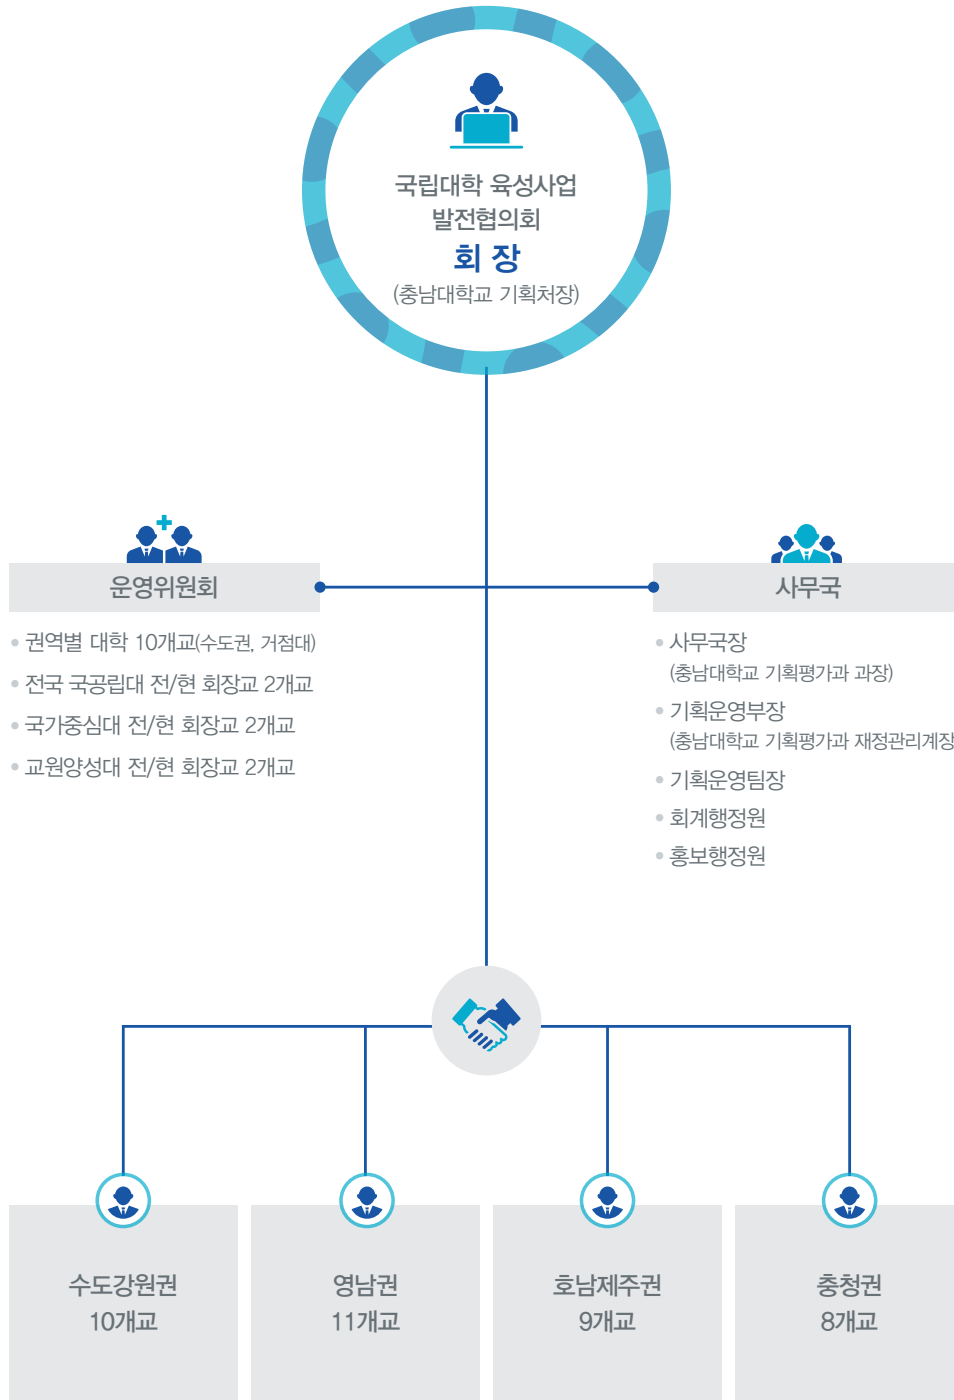 국립대학 육성사업
발전협의회
회 장
(충남대학교 기획처장)
운영위원회
• 권역별 대학 10개교(수도권, 거점대)
• 전국 국공립대 전/현 회장교 2개교
• 국가중심대 전/현 회장교 2개교
• 교원양성대 전/현 회장교 2개교
사무국
• 사무국장
(충남대학교 기획평가과 과장)
• 기획운영부장
(충남대학교 기획평가과 재정관리계장
• 기획운영팀장
• 회계행정원
• 홍보행정원
수도강원권
10개교
영남권
11개교
호남제주권
9개교
충청권
8개교